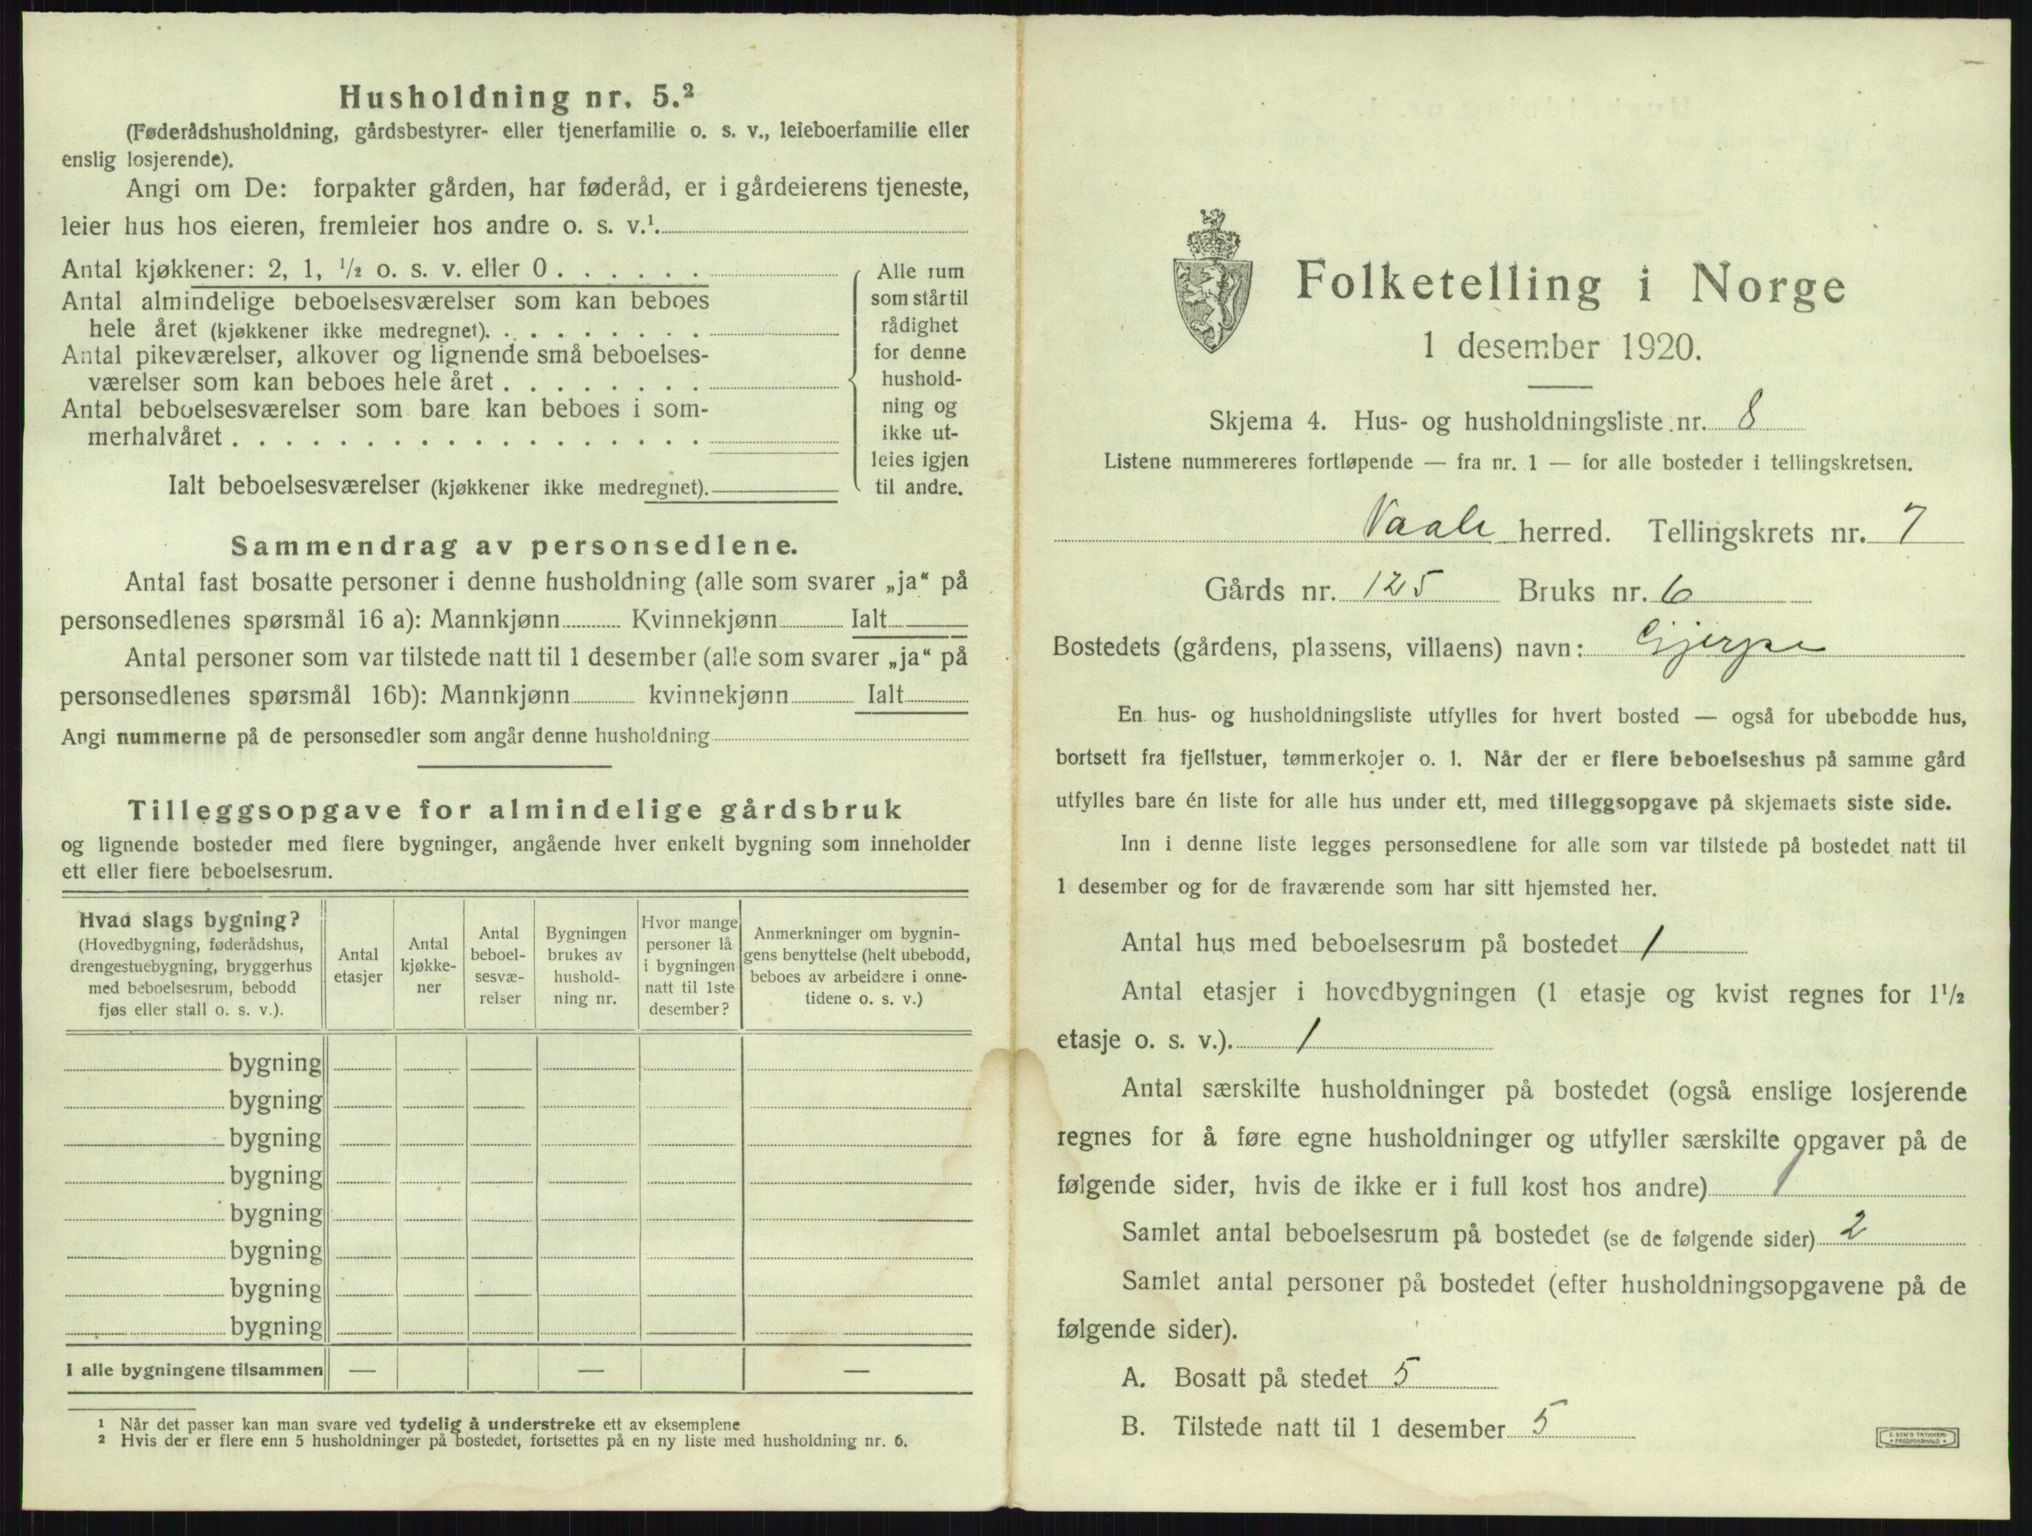 Husholdning nr. 5.²
(Føderådshusholdning, gårdsbestyrer- eller tjenerfamilie o. s. v., leieboerfamilie eller
enslig losjerende).
Angi om De: forpakter gården, har føderåd, er i gårdeierens tjeneste,
leier hus hos eieren, fremleier hos andre o. s. v.¹
Antal kjøkkener: 2, 1, ½ o. s. v. eller 0 . . . . . .
Antal almindelige beboelsesværelser som kan beboes
hele året (kjøkkener ikke medregnet). . . . . . . . .
Antal pikeværelser, alkover og lignende små beboelses-
værelser som kan beboes hele året . . . . . . . .
Antal beboelsesværelser som bare kan beboes i som-
merhalvåret . . . . . . . . . . . . . . . . . .
Ialt beboelsesværelser (kjøkkener ikke medregnet).
Alle rum
som står til
rådighet
for denne
hushold-
ning og
ikke ut-
leies igjen
til andre.
Sammendrag av personsedlene.
Antal fast bosatte personer i denne husholdning (alle som svarer „ja“ på
personsedlenes spørsmål 16 a): Mannkjønn Kvinnekjønn Ialt
Antal personer som var tilstede natt til 1 desember (alle som svarer „ja“ på
personsedlenes spørsmål 16b): Mannkjønn kvinnekjønn Ialt
Angi nummerne på de personsedler som angår denne husholdning
Tilleggsopgave for almindelige gårdsbruk
og lignende bosteder med flere bygninger, angående hver enkelt bygning som inneholder
ett eller flere beboelsesrum.
Hvad slags bygning?
(Hovedbygning, føderådshus,
drengestuebygning, bryggerhus
med beboelsesrum, bebodd
fjøs eller stall o. s. v.).
Antal
etasjer
Antal
kjøkke-
ner
Antal
beboel-
sesvæ-
relser
Bygningen
brukes av
hushold-
ning nr.
Hvor mange
personer lå
i bygningen
natt til 1ste
desember?
Anmerkninger om bygnin-
gens benyttelse (helt ubebodd,
beboes av arbeidere i onne-
tidene o. s. v.)
bygning
bygning
bygning
bygning
bygning
bygning
bygning
bygning
I alle bygningene tilsammen — — —
¹ Når det passer kan man svare ved tydelig å understreke ett av eksemplene
² Hvis der er flere enn 5 husholdninger på bostedet, fortsettes på en ny liste med husholdning nr. 6.
Folketelling i Norge
1 desember 1920.
Skjema 4. Hus- og husholdningsliste nr. 8
Listene nummereres fortløpende — fra nr. 1 — for alle bosteder i tellingskretsen.
Vaale herred. Tellingskrets nr. 7
Gårds nr. 125 Bruks nr. 6
Bostedets (gårdens, plassens, villaens) navn: Gjerpe
En hus- og husholdningsliste utfylles for hvert bosted — også for ubebodde hus,
bortsett fra fjellstuer, tømmerkojer o. l. Når der er flere beboelseshus på samme gård
utfylles bare én liste for alle hus under ett, med tilleggsopgave på skjemaets siste side.
Inn i denne liste legges personsedlene for alle som var tilstede på bostedet natt til
1 desember og for de fraværende som har sitt hjemsted her.
Antal hus med beboelsesrum på bostedet 1
Antal etasjer i hovedbygningen (1 etasje og kvist regnes for 1½
etasje o. s. v.). 1
Antal særskilte husholdninger på bostedet (også enslige losjerende
regnes for å føre egne husholdninger og utfyller særskilte opgaver på de
følgende sider, hvis de ikke er i full kost hos andre) 1
Samlet antal beboelsesrum på bostedet (se de følgende sider) 2
Samlet antal personer på bostedet (efter husholdningsopgavene på de
følgende sider).
A. Bosatt på stedet 5
B. Tilstede natt til 1 desember 5
E. SEM'S TRYKKERI
FREDRIKSHALD